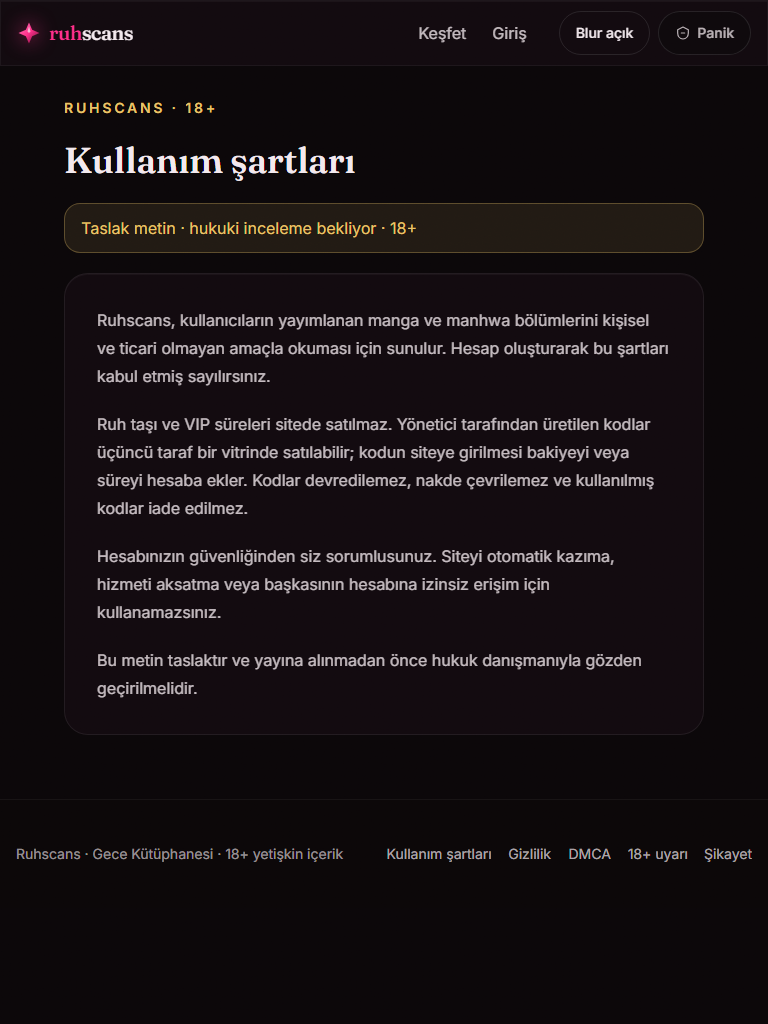 ruhscans
Keşfet
Giriş
Blur açık
Panik
RUHSCANS · 18+
Kullanım şartları
Taslak metin · hukuki inceleme bekliyor · 18+
Ruhscans, kullanıcıların yayımlanan manga ve manhwa bölümlerini kişisel
ve ticari olmayan amaçla okuması için sunulur. Hesap oluşturarak bu şartları
kabul etmiş sayılırsınız.
Ruh taşı ve VIP süreleri sitede satılmaz. Yönetici tarafından üretilen kodlar
üçüncü taraf bir vitrinde satılabilir; kodun siteye girilmesi bakiyeyi veya
süreyi hesaba ekler. Kodlar devredilemez, nakde çevrilemez ve kullanılmış
kodlar iade edilmez.
Hesabınızın güvenliğinden siz sorumlusunuz. Siteyi otomatik kazıma,
hizmeti aksatma veya başkasının hesabına izinsiz erişim için
kullanamazsınız.
Bu metin taslaktır ve yayına alınmadan önce hukuk danışmanıyla gözden
geçirilmelidir.
Ruhscans · Gece Kütüphanesi · 18+ yetişkin içerik
Kullanım şartları
Gizlilik
DMCA
18+ uyarı
Şikayet